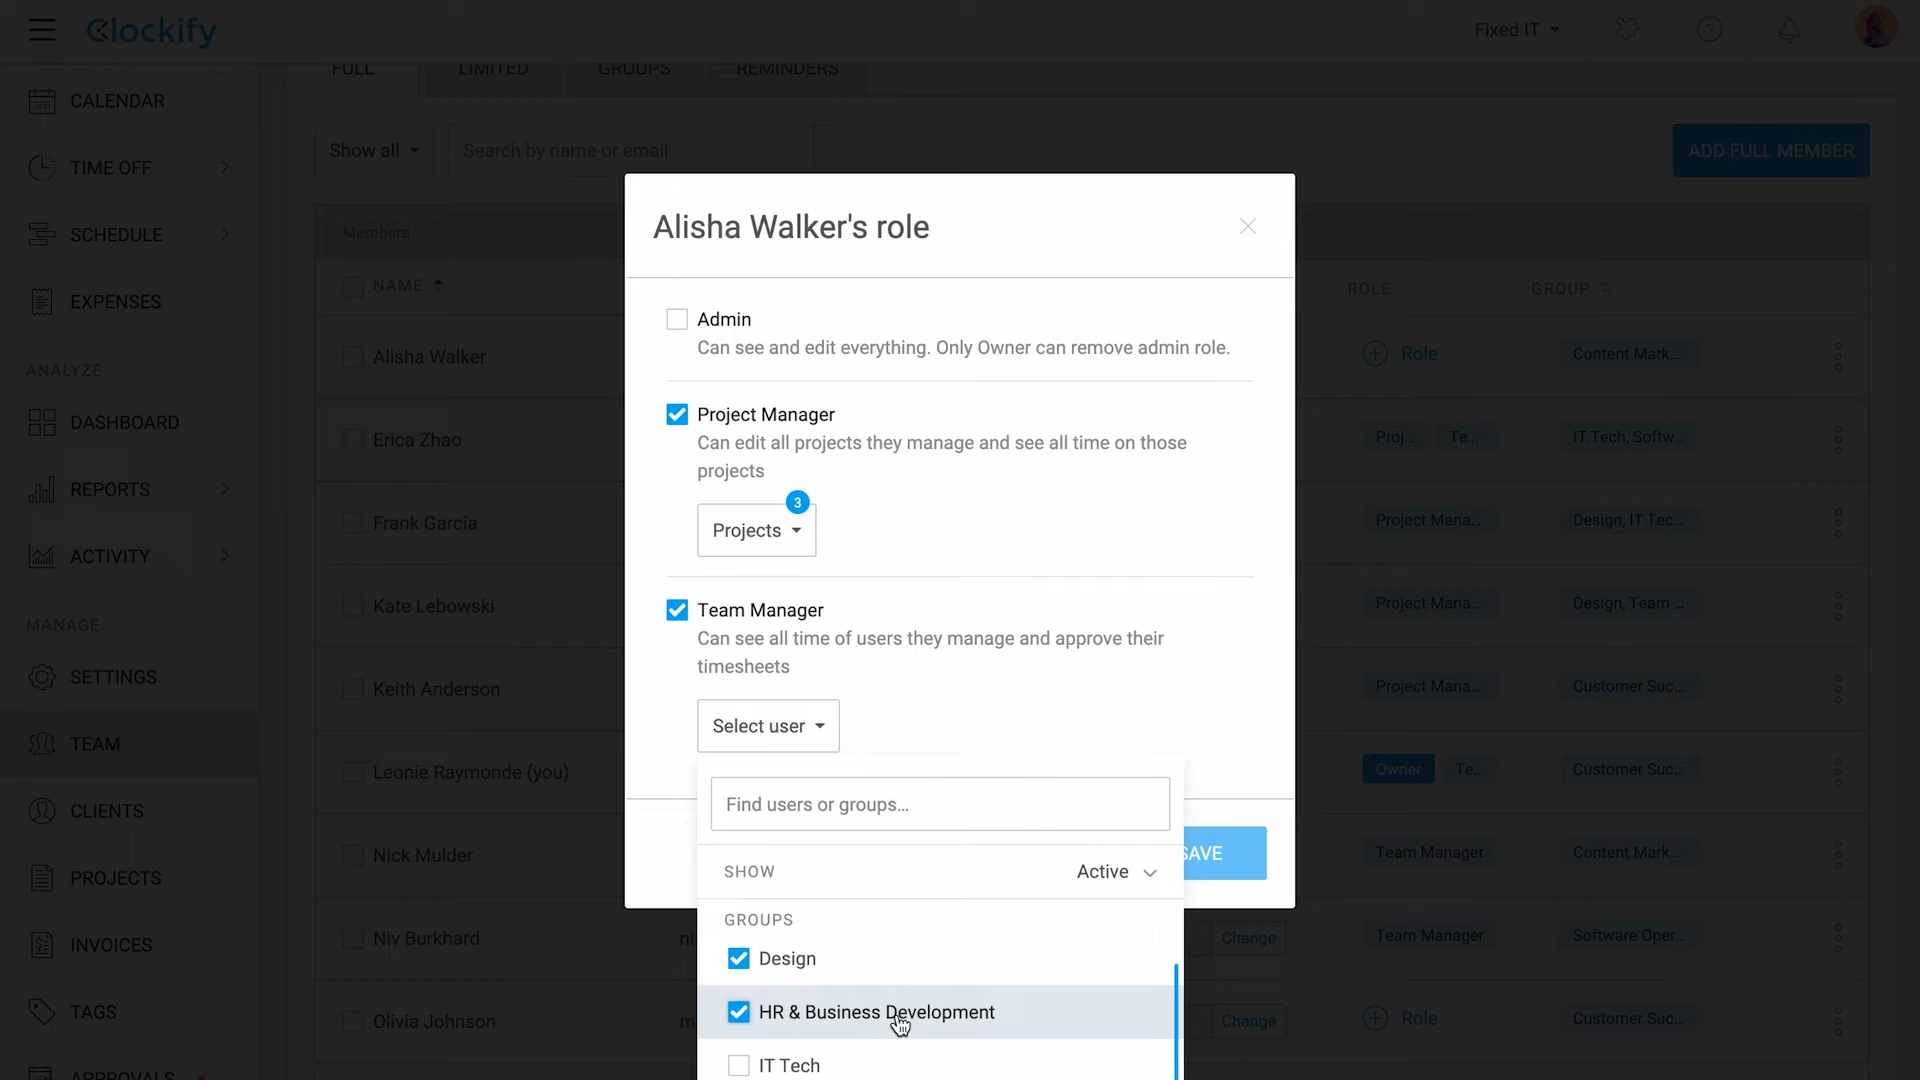 Clockify
Fixed IT
FULL
LIMITED
GROUPS
REMINDERS
CALENDAR
TIME OFF
SCHEDULE
EXPENSES
ANALYZE
DASHBOARD
REPORTS
ACTIVITY
MANAGE
SETTINGS
TEAM
CLIENTS
PROJECTS
INVOICES
TAGS
APPROVALS
Show all
Search by name or email
ADD FULL MEMBER
Members
NAME
ROLE
GROUP
Alisha Walker
Role
Content Mark...
Erica Zhao
Proj...
Te...
IT Tech, Softw...
Frank García
Project Mana...
Design, IT Tec...
Kate Lebowski
Project Mana...
Design, Team ...
Keith Anderson
Project Mana...
Customer Suc...
Leonie Raymonde (you)
Owner
Te...
Customer Suc...
Nick Mulder
Team Manager
Content Mark...
Niv Burkhard
ni
Change
Team Manager
Software Oper...
Olivia Johnson
m
Change
Role
Customer Suc...
Alisha Walker's role
Admin
Can see and edit everything. Only Owner can remove admin role.
Project Manager
Can edit all projects they manage and see all time on those
projects
3
Projects
Team Manager
Can see all time of users they manage and approve their
timesheets
Select user
Find users or groups...
SAVE
SHOW
Active
GROUPS
Design
HR & Business Development
IT Tech